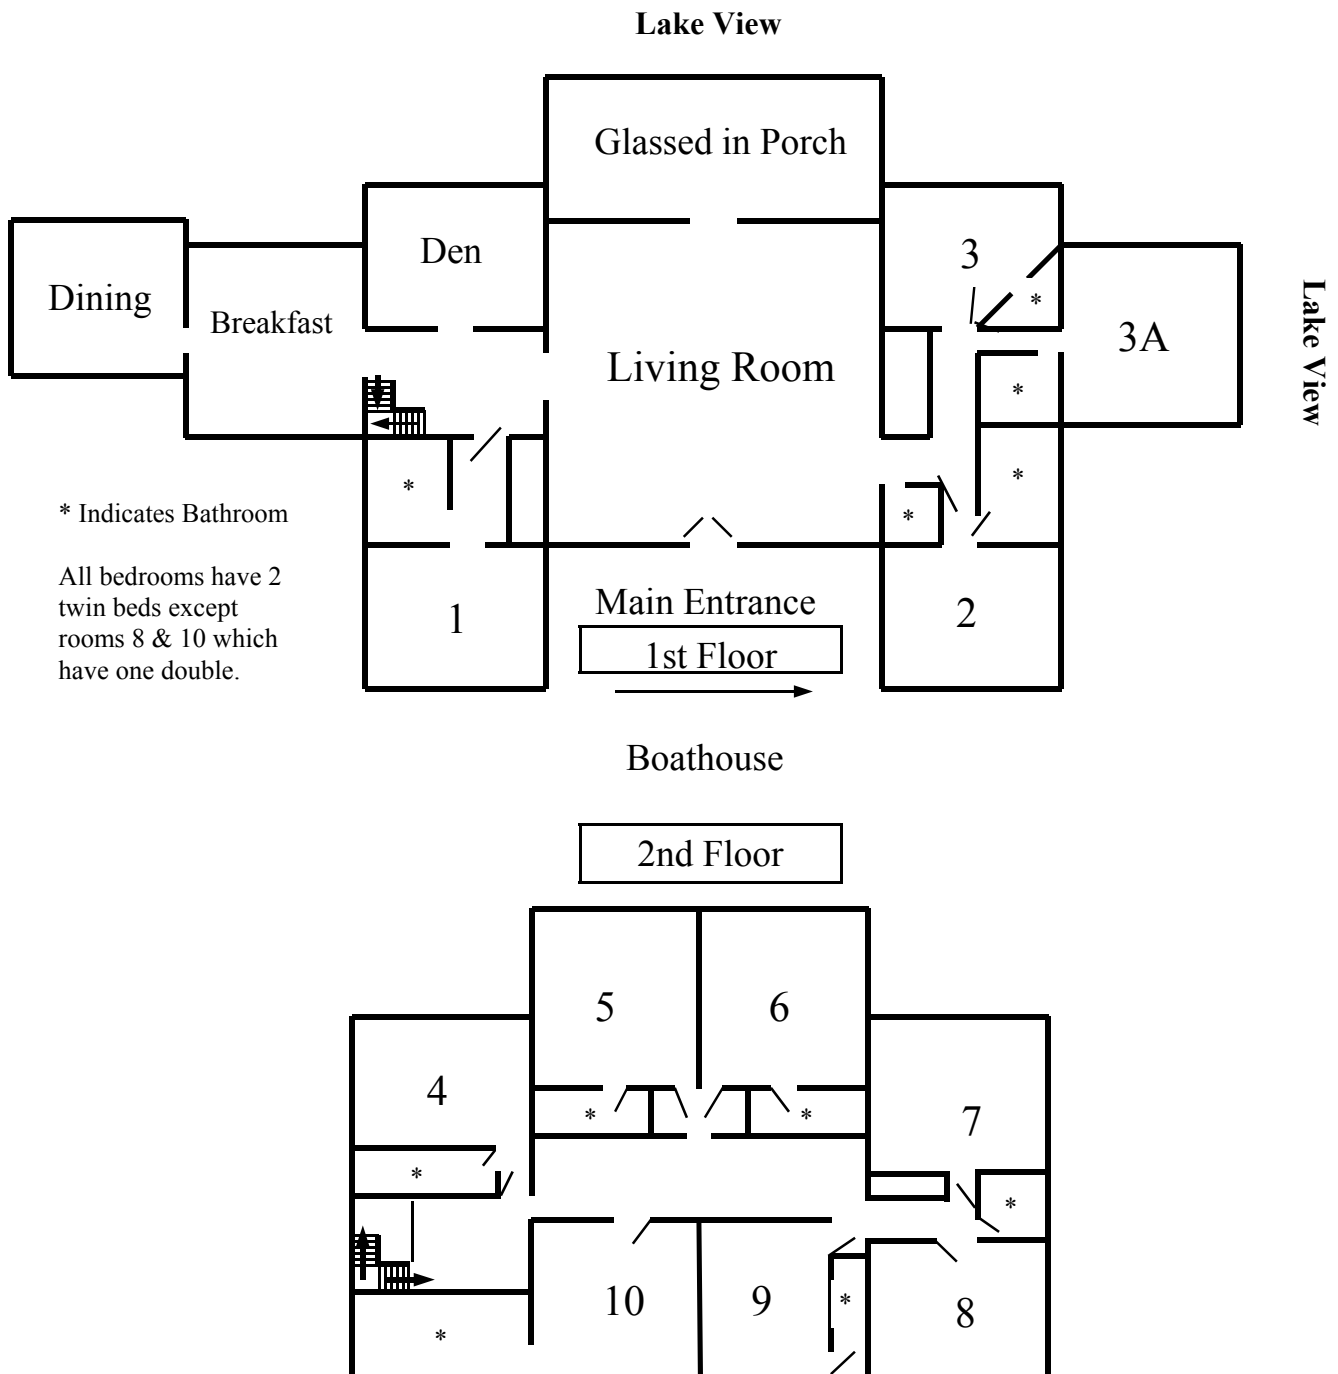 Lake View
Glassed in Porch
Den
3
Dining
Breakfast
*
3A
Lake View
Living Room
*
*
*
*
* Indicates Bathroom
All bedrooms have 2
twin beds except
rooms 8 & 10 which
have one double.
1
Main Entrance
2
1st Floor
Boathouse
2nd Floor
5
6
4
7
*
*
*
*
10
9
*
8
*